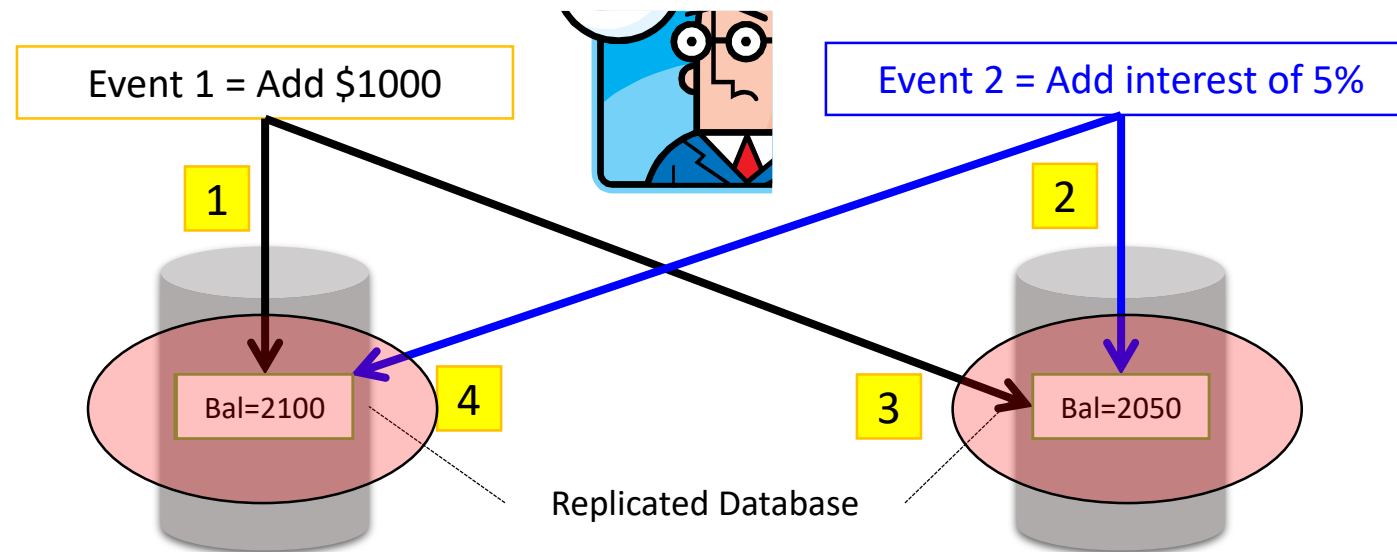 Event 1 = Add $1000
Event 2 = Add interest of 5%
1
2
Bal=2100
4
3
Bal=2050
Replicated Database